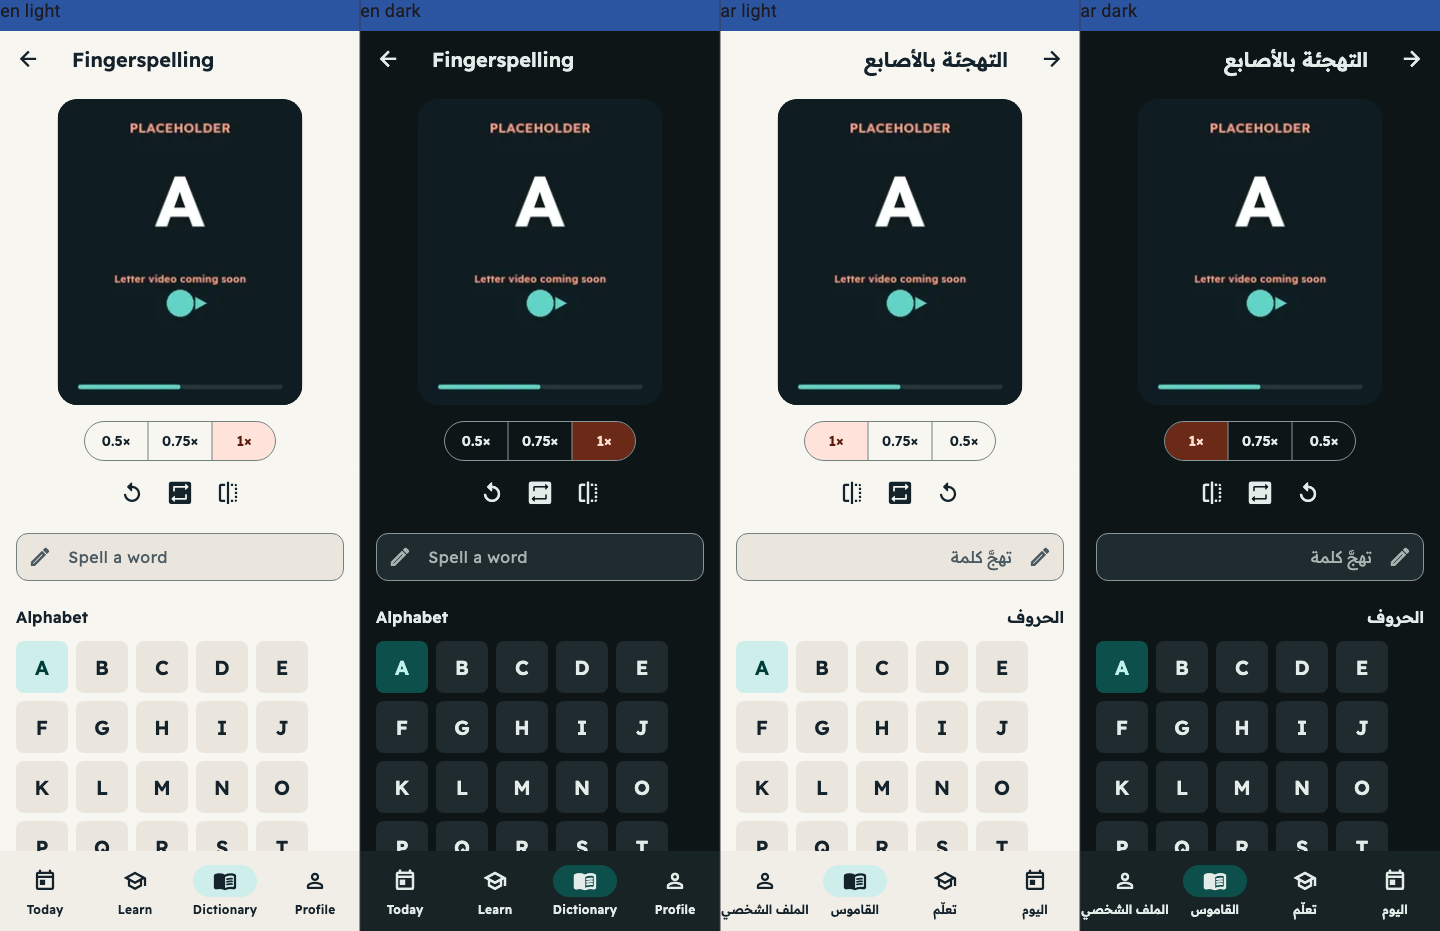 en light
Fingerspelling
PLACEHOLDER
A
Letter video coming soon
0.5× 0.75× 1×
Spell a word
Alphabet
A B C D E
F G H I J
K L M N O
P Q R S T
Today Learn Dictionary Profile
en dark
Fingerspelling
PLACEHOLDER
A
Letter video coming soon
0.5× 0.75× 1×
Spell a word
Alphabet
A B C D E
F G H I J
K L M N O
P Q R S T
Today Learn Dictionary Profile
ar light
التهجئة بالأصابع
PLACEHOLDER
A
Letter video coming soon
1× 0.75× 0.5×
تهجَّ كلمة
الحروف
A B C D E
F G H I J
K L M N O
P Q R S T
اليوم تعلّم القاموس الملف الشخصي
ar dark
التهجئة بالأصابع
PLACEHOLDER
A
Letter video coming soon
1× 0.75× 0.5×
تهجَّ كلمة
الحروف
A B C D E
F G H I J
K L M N O
P Q R S T
اليوم تعلّم القاموس الملف الشخصي